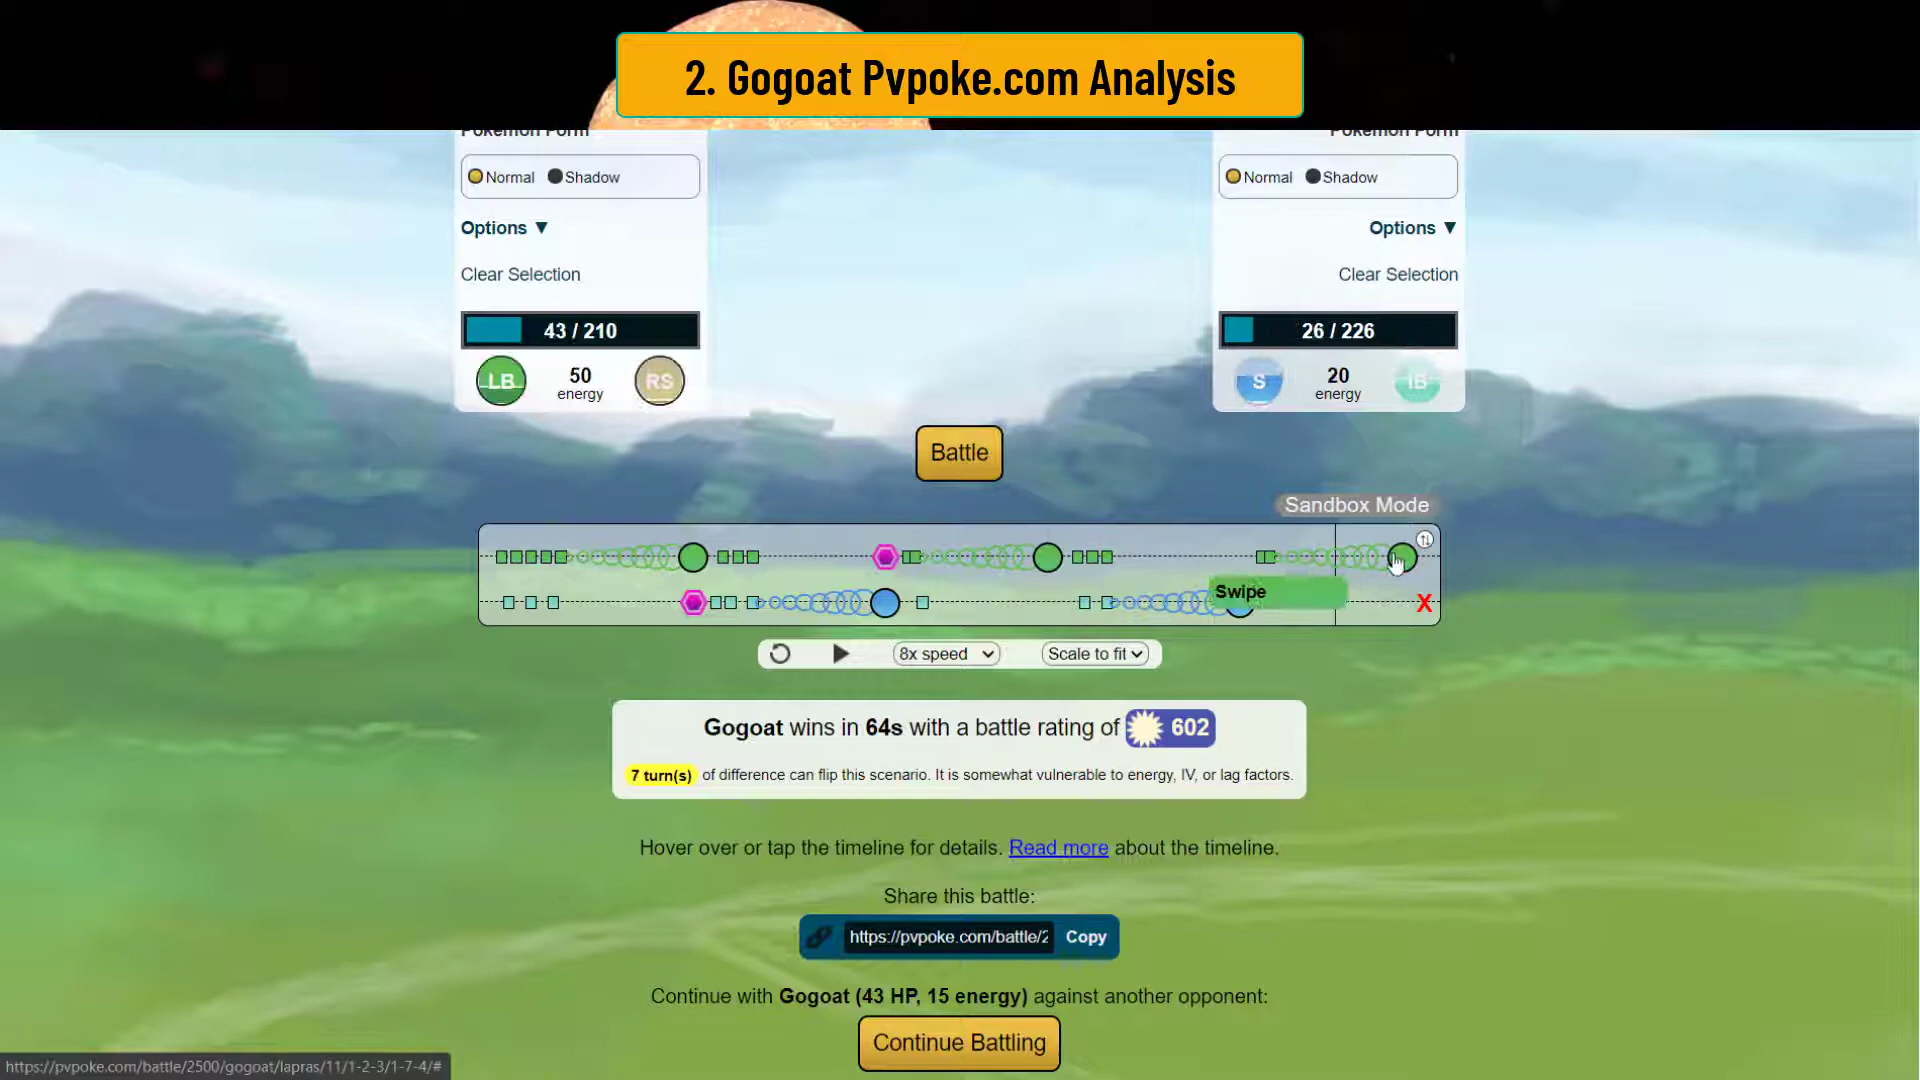 2. Gogoat Pvpoke.com Analysis
Pokemon Form
Pokemon Form
Normal Shadow
Normal Shadow
Options ▼
Options ▼
Clear Selection
Clear Selection
43 / 210
26 / 226
LB 50 energy RS
S 20 energy IB
Battle
Sandbox Mode
Swipe
X
8x speed
Scale to fit
Gogoat wins in 64s with a battle rating of 602
7 turn(s) of difference can flip this scenario. It is somewhat vulnerable to energy, IV, or lag factors.
Hover over or tap the timeline for details. Read more about the timeline.
Share this battle:
https://pvpoke.com/battle/2 Copy
Continue with Gogoat (43 HP, 15 energy) against another opponent:
Continue Battling
https://pvpoke.com/battle/2500/gogoat/lapras/11/1-2-3/1-7-4/#